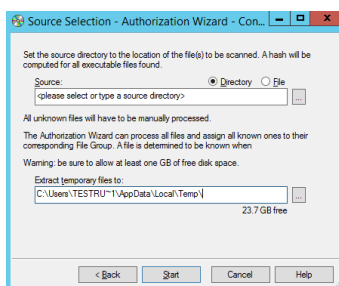 Source Selection - Authorization Wizard - Con...
Set the source directory to the location of the file(s) to be scanned. A hash will be
computed for all executable files found.
Source:
Directory
File
<please select or type a source directory>
...
All unknown files will have to be manually processed.
The Authorization Wizard can process all files and assign all known ones to their
corresponding File Group. A file is determined to be known when
Warning: be sure to allow at least one GB of free disk space.
Extract temporary files to:
C:\Users\TESTRU~1\AppData\Local\Temp\
...
23.7 GB free
< Back
Start
Cancel
Help